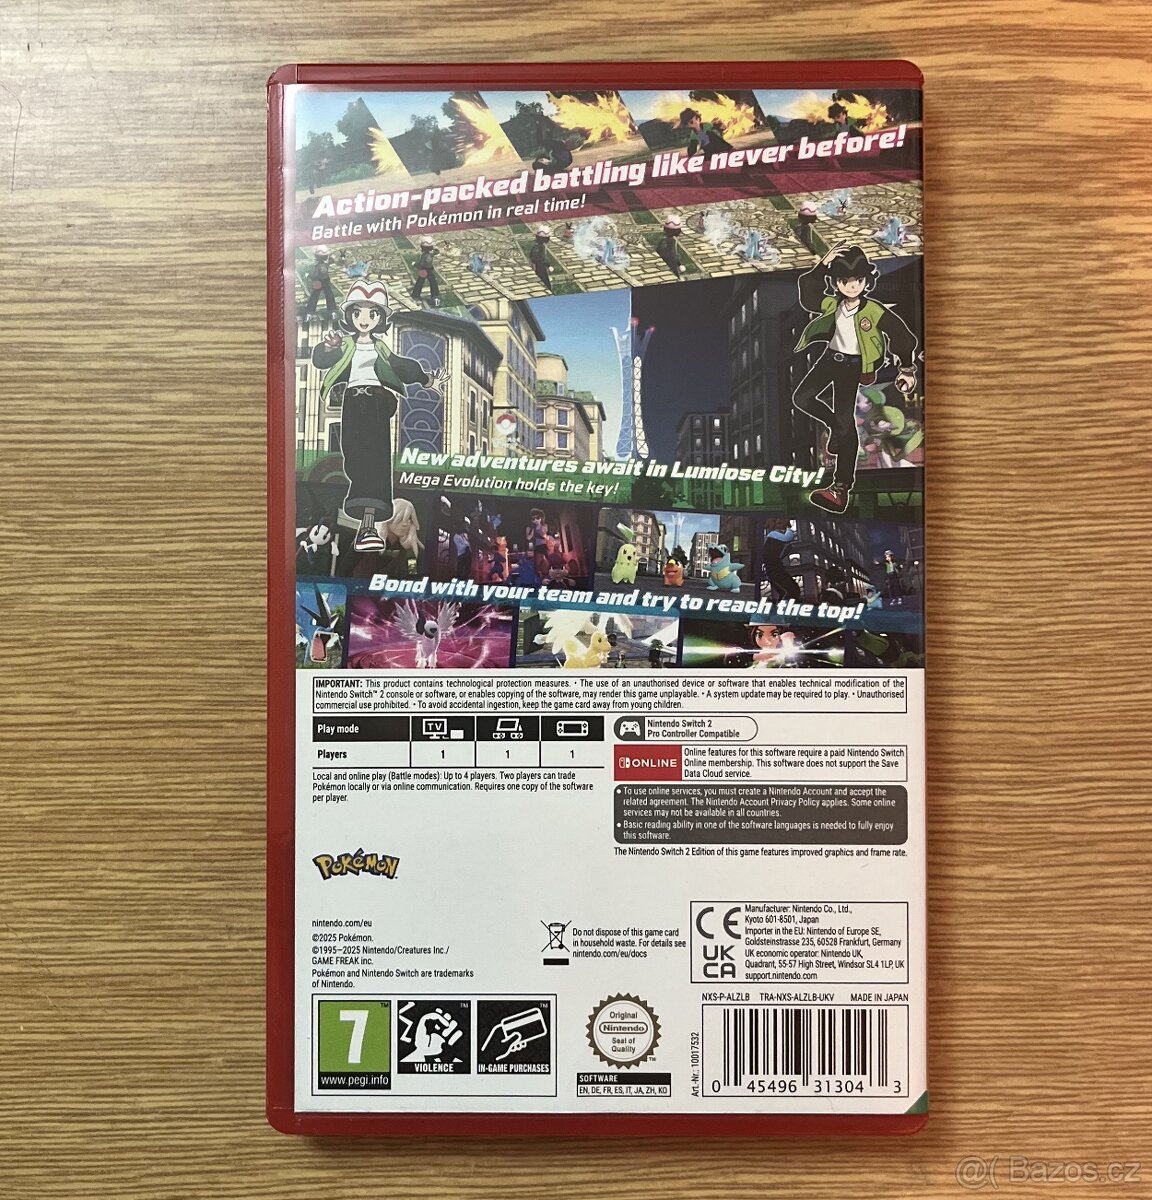 Action-packed battling like never before!
Battle with Pokémon in real time!
New adventures await in Lumiose City!
Mega Evolution holds the key!
Bond with your team and try to reach the top!
IMPORTANT: This product contains technological protection measures. • The use of an unauthorised device or software that enables technical modification of the
Nintendo Switch™ 2 console or software, or enables copying of the software, may render this game unplayable. • A system update may be required to play. • Unauthorised
commercial use prohibited. • To avoid accidental ingestion, keep the game card away from young children.
Play mode
TV
Players 1 1 1
Nintendo Switch 2
Pro Controller Compatible
Local and online play (Battle modes): Up to 4 players. Two players can trade
Pokémon locally or via online communication. Requires one copy of the software
per player.
ONLINE
Online features for this software require a paid Nintendo Switch
Online membership. This software does not support the Save
Data Cloud service.
• To use online services, you must create a Nintendo Account and accept the
related agreement. The Nintendo Account Privacy Policy applies. Some online
services may not be available in all countries.
• Basic reading ability in one of the software languages is needed to fully enjoy
this software.
The Nintendo Switch 2 Edition of this game features improved graphics and frame rate.
POKéMON
nintendo.com/eu
©2025 Pokémon.
©1995–2025 Nintendo/Creatures Inc./
GAME FREAK inc.
Pokémon and Nintendo Switch are trademarks
of Nintendo.
Do not dispose of this game card
in household waste. For details see
nintendo.com/eu/docs
CE
UK
CA
Manufacturer: Nintendo Co., Ltd.,
Kyoto 601-8501, Japan
Importer in the EU: Nintendo of Europe SE,
Goldsteinstrasse 235, 60528 Frankfurt, Germany
UK economic operator: Nintendo UK,
Quadrant, 55-57 High Street, Windsor SL4 1LP, UK
support.nintendo.com
NXS-P-ALZLB TRA-NXS-ALZLB-UKV MADE IN JAPAN
7
www.pegi.info
VIOLENCE
IN-GAME PURCHASES
Original
Nintendo
Seal of
Quality
SOFTWARE
EN, DE, FR, ES, IT, JA, ZH, KO
Art.-Nr.: 10017532
0 45496 31304 3
@( Bazos.cz